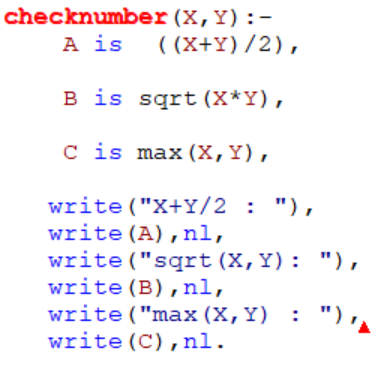 checknumber(X,Y):-
A is  ((X+Y)/2),
B is sqrt(X*Y),
C is max(X,Y),
write("X+Y/2 : "),
write(A),nl,
write("sqrt(X,Y): "),
write(B),nl,
write("max(X,Y) : "),
write(C),nl.